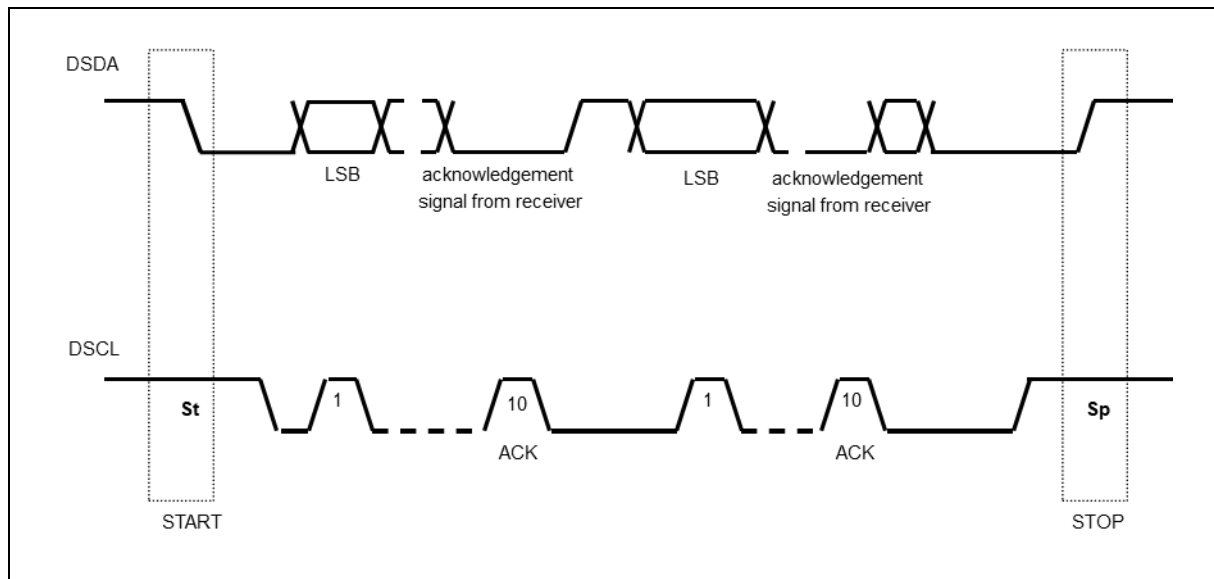 DSDA
LSB
acknowledgement
signal from receiver
LSB
acknowledgement
signal from receiver
DSCL
St
1
10
1
10
Sp
ACK
ACK
START
STOP